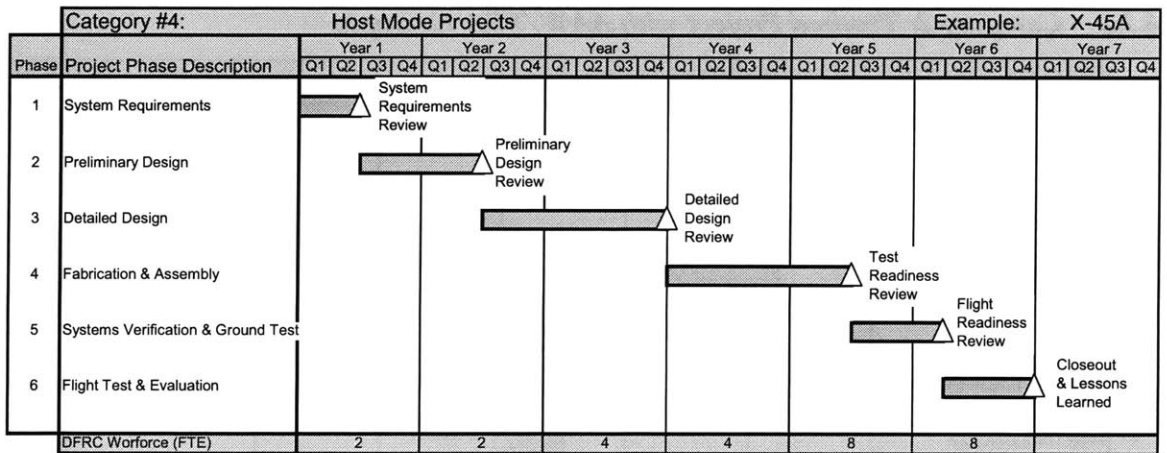 Category #4: Host Mode Projects Example: X-45A
Year 1 Year 2 Year 3 Year 4 Year 5 Year 6 Year 7
Phase Project Phase Description Q1 Q2 Q3 Q4 Q1 Q2 Q3 Q4 Q1 Q2 Q3 Q4 Q1 Q2 Q3 Q4 Q1 Q2 Q3 Q4 Q1 Q2 Q3 Q4 Q1 Q2 Q3 Q4
1 System Requirements
System
Requirements
Review
2 Preliminary Design
Preliminary
Design
Review
3 Detailed Design
Detailed
Design
Review
4 Fabrication & Assembly
Test
Readiness
Review
5 Systems Verification & Ground Test
Flight
Readiness
Review
6 Flight Test & Evaluation
Closeout
& Lessons
Learned
DFRC Worforce (FTE) 2 2 4 4 8 8